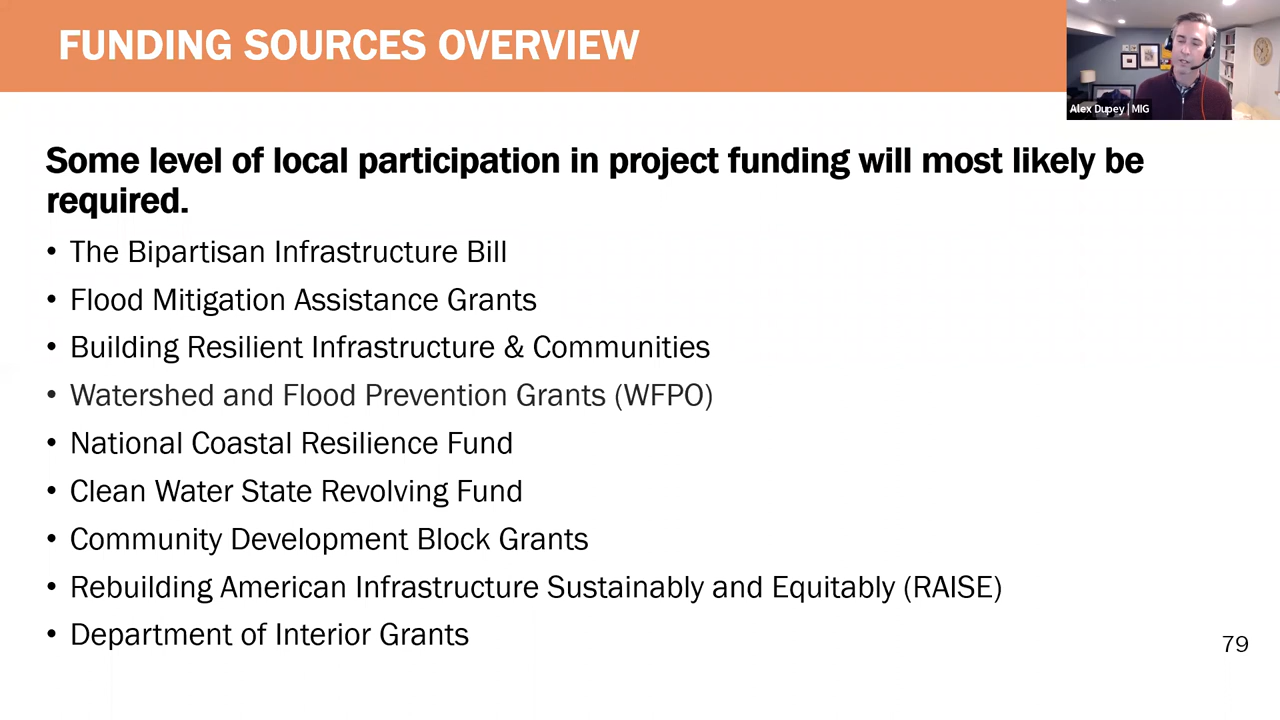 FUNDING SOURCES OVERVIEW
Alex Dupey | MIG
Some level of local participation in project funding will most likely be
required.
• The Bipartisan Infrastructure Bill
• Flood Mitigation Assistance Grants
• Building Resilient Infrastructure & Communities
• Watershed and Flood Prevention Grants (WFPO)
• National Coastal Resilience Fund
• Clean Water State Revolving Fund
• Community Development Block Grants
• Rebuilding American Infrastructure Sustainably and Equitably (RAISE)
• Department of Interior Grants
79